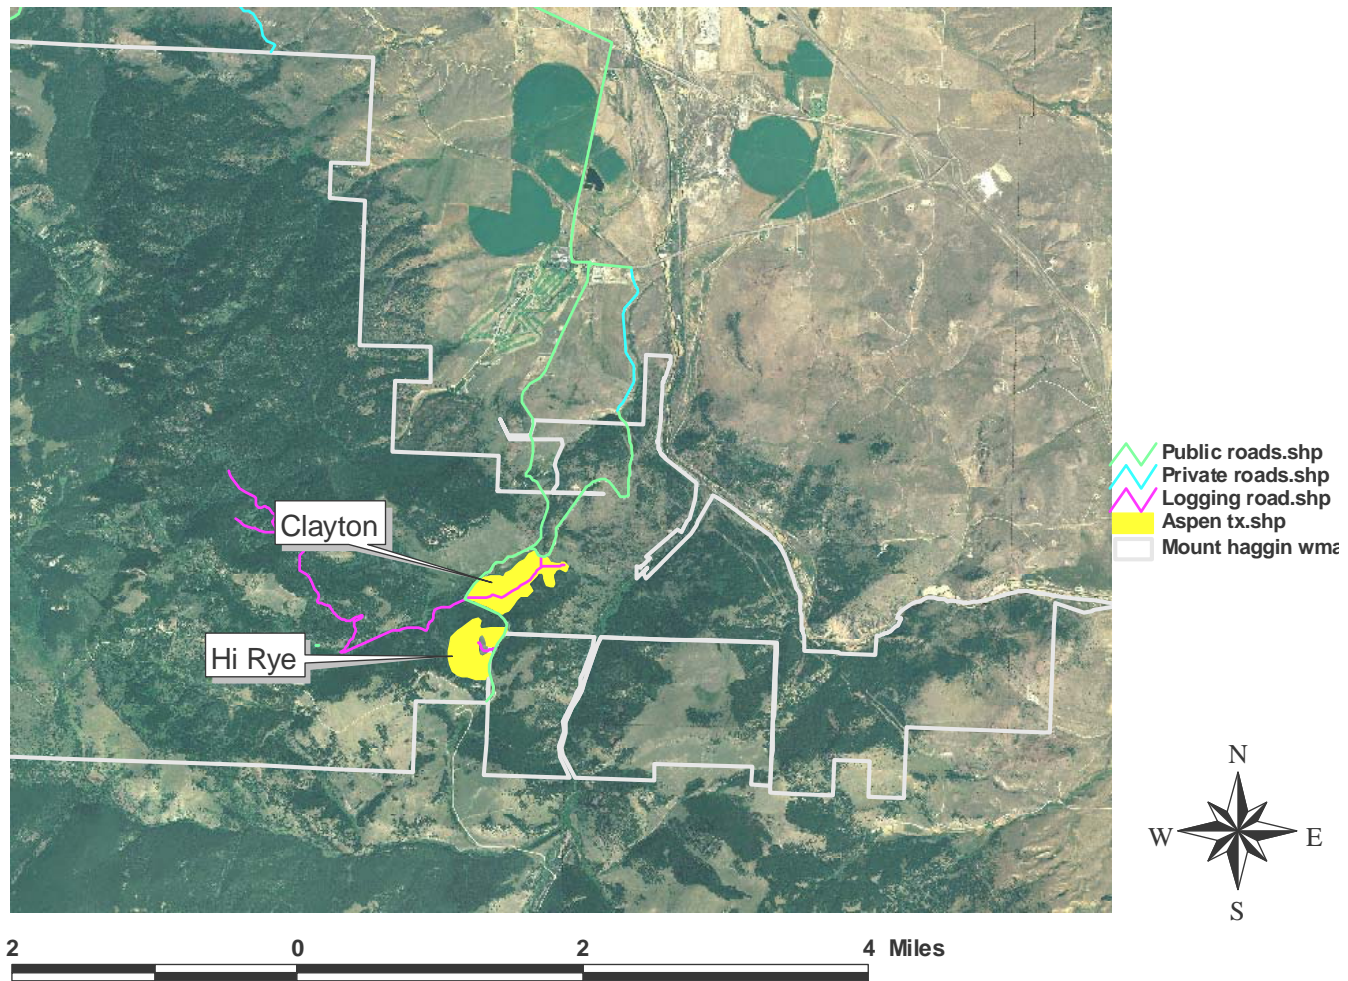 Clayton
Hi Rye
Public roads.shp
Private roads.shp
Logging road.shp
Aspen tx.shp
Mount haggin wma
N
W E
S
2 0 2 4 Miles